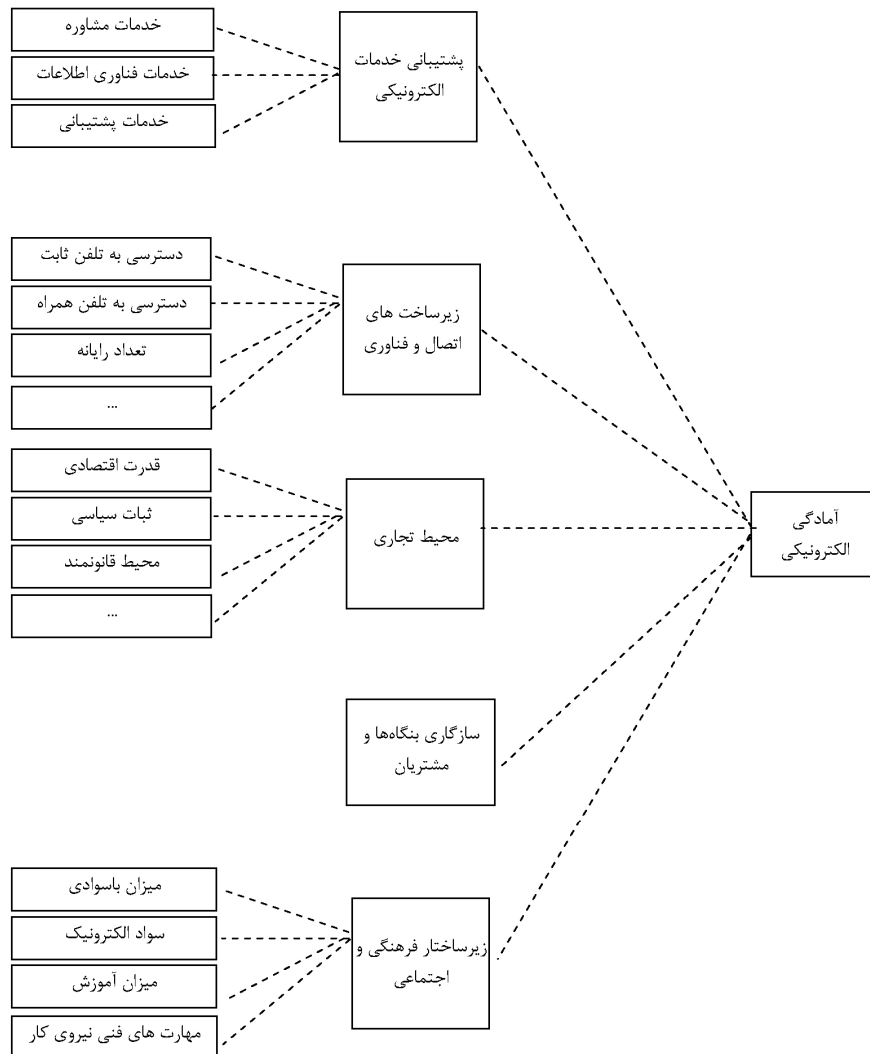 آمادگی
الکترونیکی
پشتیبانی خدمات
الکترونیکی
خدمات مشاوره
خدمات فناوری اطلاعات
خدمات پشتیبانی
زیرساخت های
اتصال و فناوری
دسترسی به تلفن ثابت
دسترسی به تلفن همراه
تعداد رایانه
...
محیط تجاری
قدرت اقتصادی
ثبات سیاسی
محیط قانونمند
...
سازگاری بنگاه‌ها و
مشتریان
زیرساختار فرهنگی و
اجتماعی
میزان باسوادی
سواد الکترونیک
میزان آموزش
مهارت های فنی نیروی کار